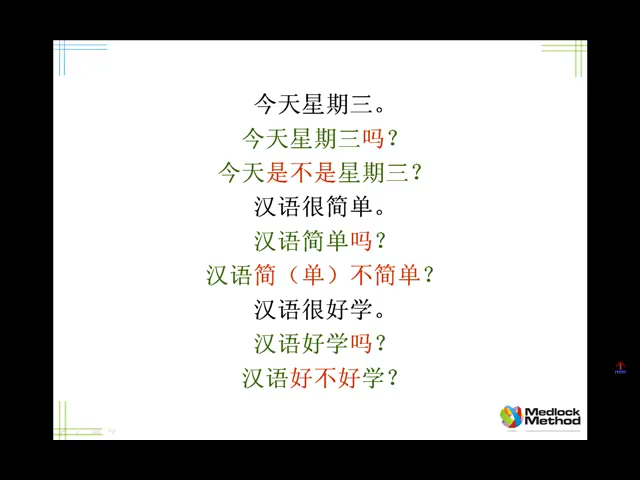 今天星期三。
今天星期三吗？
今天是不是星期三？
汉语很简单。
汉语简单吗？
汉语简（单）不简单？
汉语很好学。
汉语好学吗？
汉语好不好学？
Medlock
Method